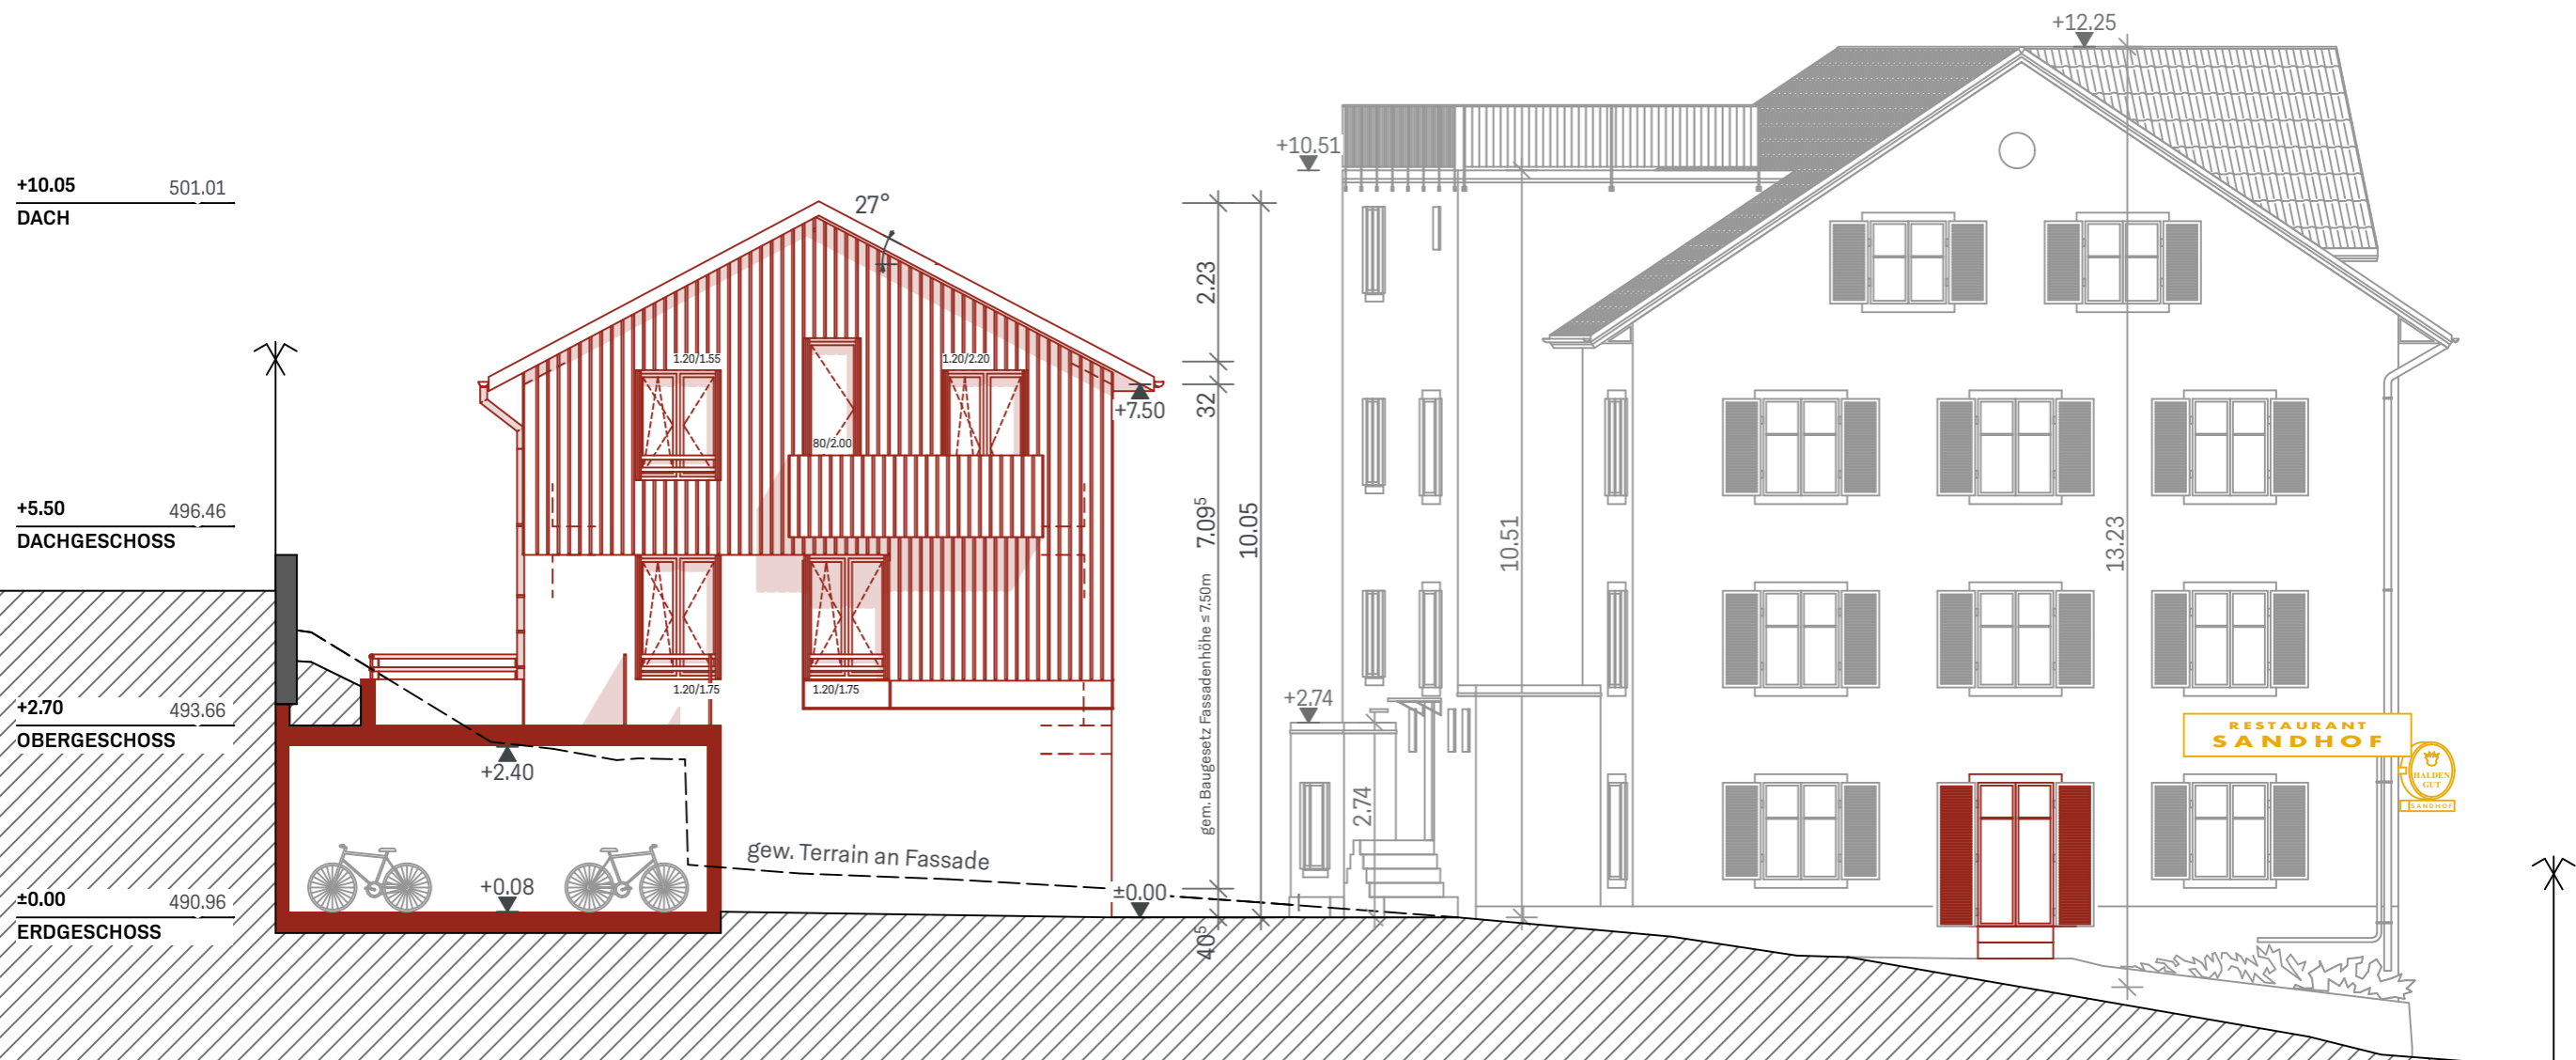 +10.05 501.01
DACH
+5.50 496.46
DACHGESCHOSS
+2.70 493.66
OBERGESCHOSS
±0.00 490.96
ERDGESCHOSS
27°
1.20/1.55
1.20/2.20
80/2.00
+7.50
1.20/1.75
1.20/1.75
+2.40
+0.08
gew. Terrain an Fassade
±0.00
2.23
32
7.09⁵
gem. Baugesetz Fassadenhöhe ≤ 7.50m
40⁵
10.05
+10.51
10.51
+2.74
2.74
+12.25
13.23
RESTAURANT
SANDHOF
HALDEN
GUT
SANDHOF